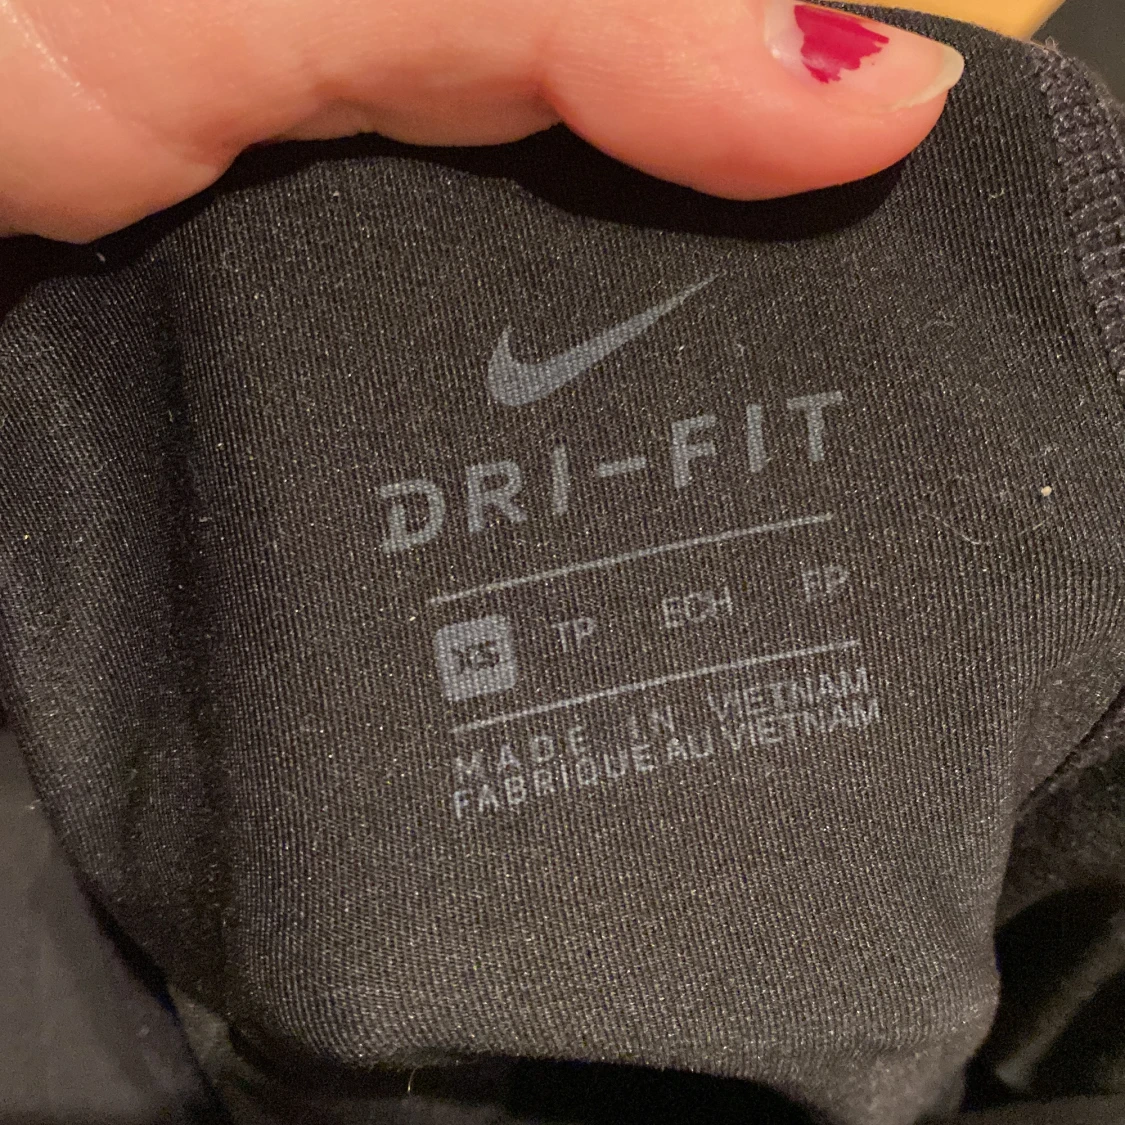 DRI-FIT
XS TP ECH EP
MADE IN VIETNAM
FABRIQUE AU VIETNAM